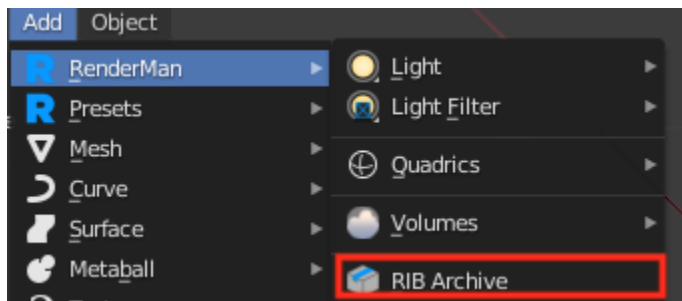 Add Object
RenderMan
Presets
Mesh
Curve
Surface
Metaball
Light
Light Filter
Quadrics
Volumes
RIB Archive